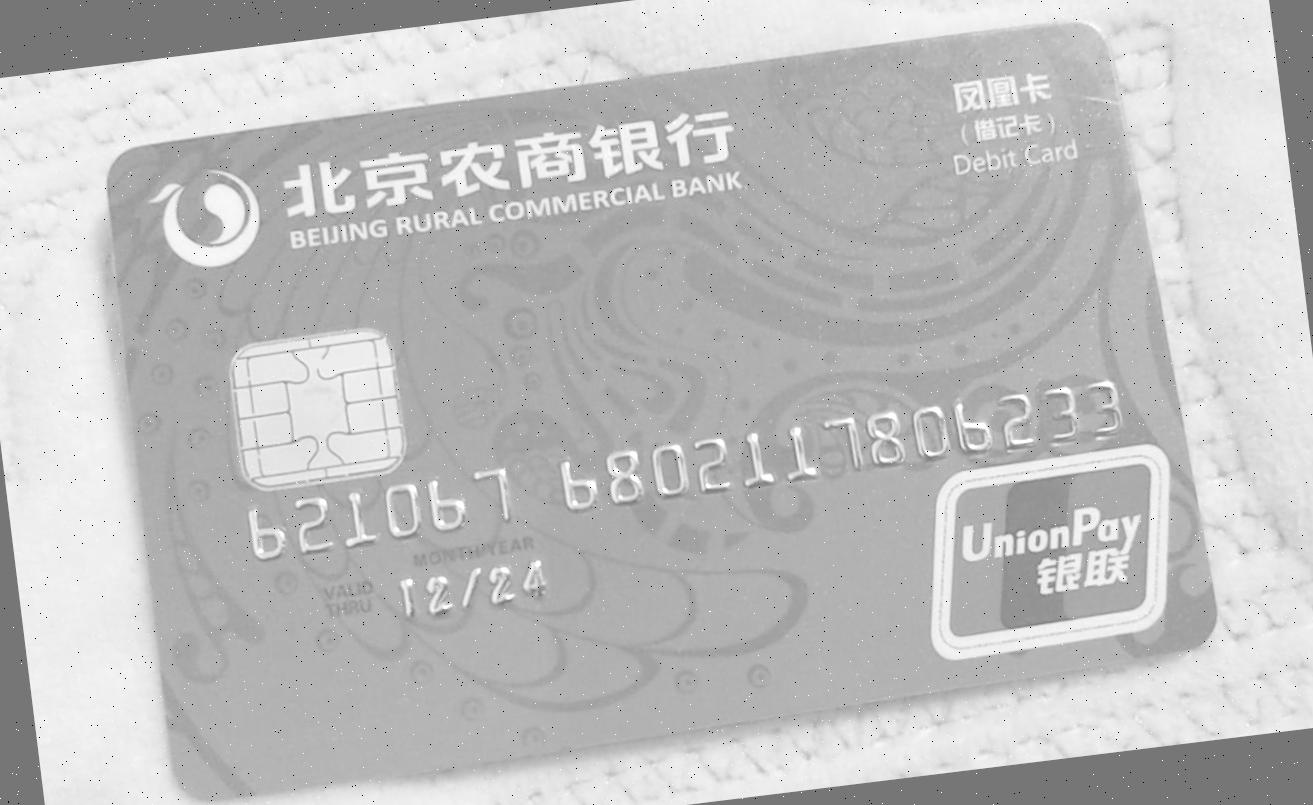 北京农商银行
BEIJING RURAL COMMERCIAL BANK
凤凰卡
(借记卡)
Debit Card
621067 6802117806233
MONTH/YEAR
VALID THRU
12/24
UnionPay
银联